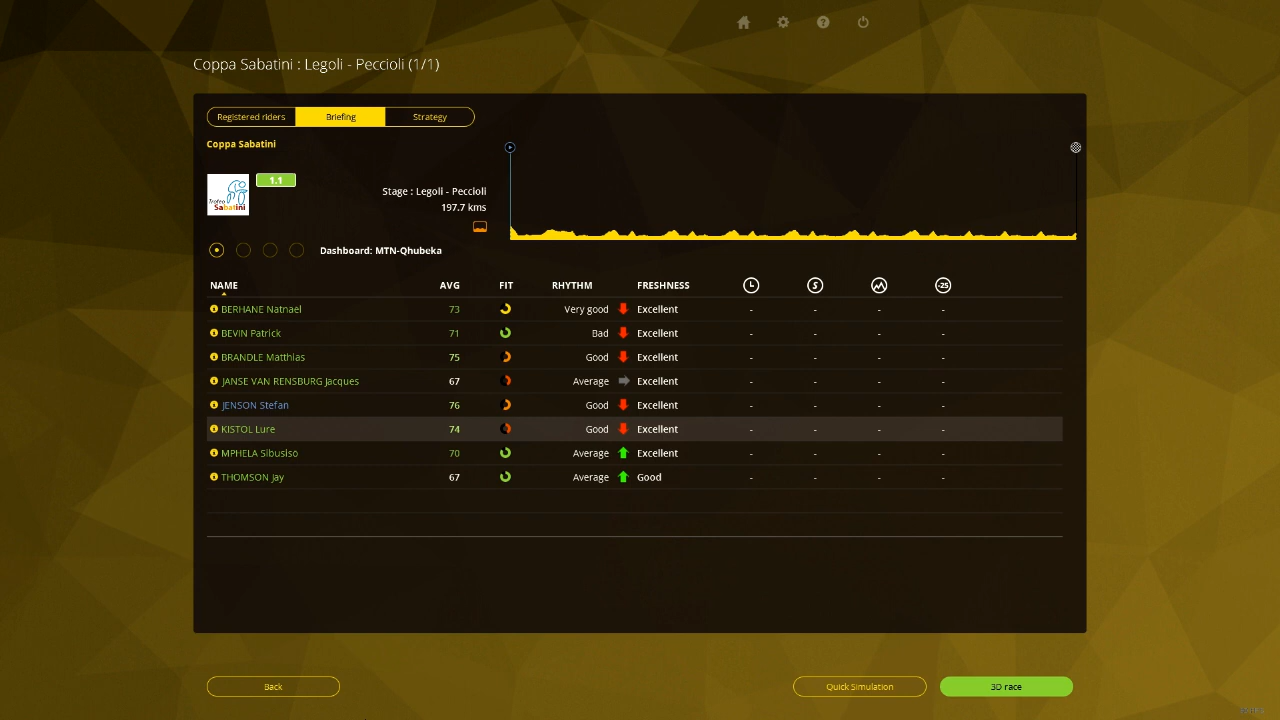 Coppa Sabatini : Legoli - Peccioli (1/1)
Registered riders Briefing Strategy
Coppa Sabatini
1.1
Trofeo
Sabatini
Stage : Legoli - Peccioli
197.7 kms
Dashboard: MTN-Qhubeka
NAME AVG FIT RHYTHM FRESHNESS S -25
BERHANE Natnael 73 Very good Excellent - - - -
BEVIN Patrick 71 Bad Excellent - - - -
BRANDLE Matthias 75 Good Excellent - - - -
JANSE VAN RENSBURG Jacques 67 Average Excellent - - - -
JENSON Stefan 76 Good Excellent - - - -
KISTOL Lure 74 Good Excellent - - - -
MPHELA Sibusiso 70 Average Excellent - - - -
THOMSON Jay 67 Average Good - - - -
Back Quick Simulation 3D race